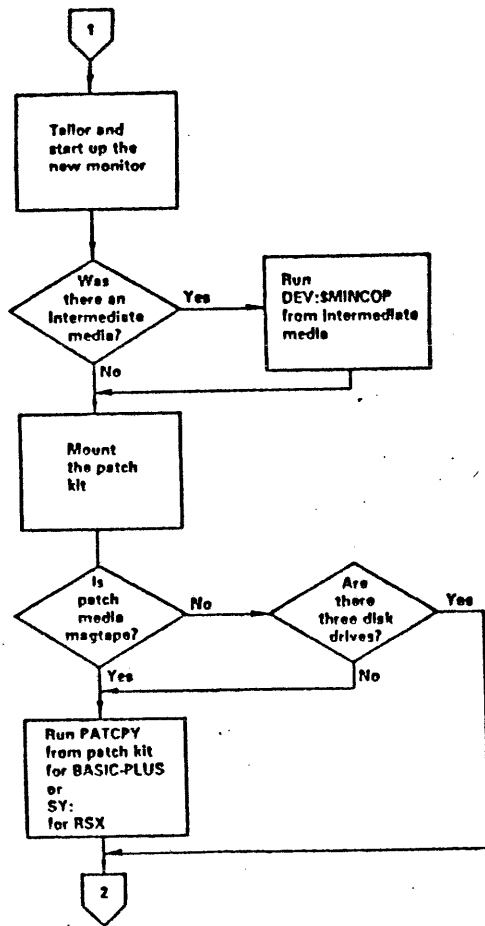 1
Tailor and
start up the
new monitor
Was
there an
Intermediate
media?
Yes
No
Run
DEV:$MINCOP
from Intermediate
media
Mount
the patch
kit
Is
patch
media
magtape?
No
Yes
Are
there
three disk
drives?
Yes
No
Run PATCPY
from patch kit
for BASIC-PLUS
or
SY:
for RSX
2